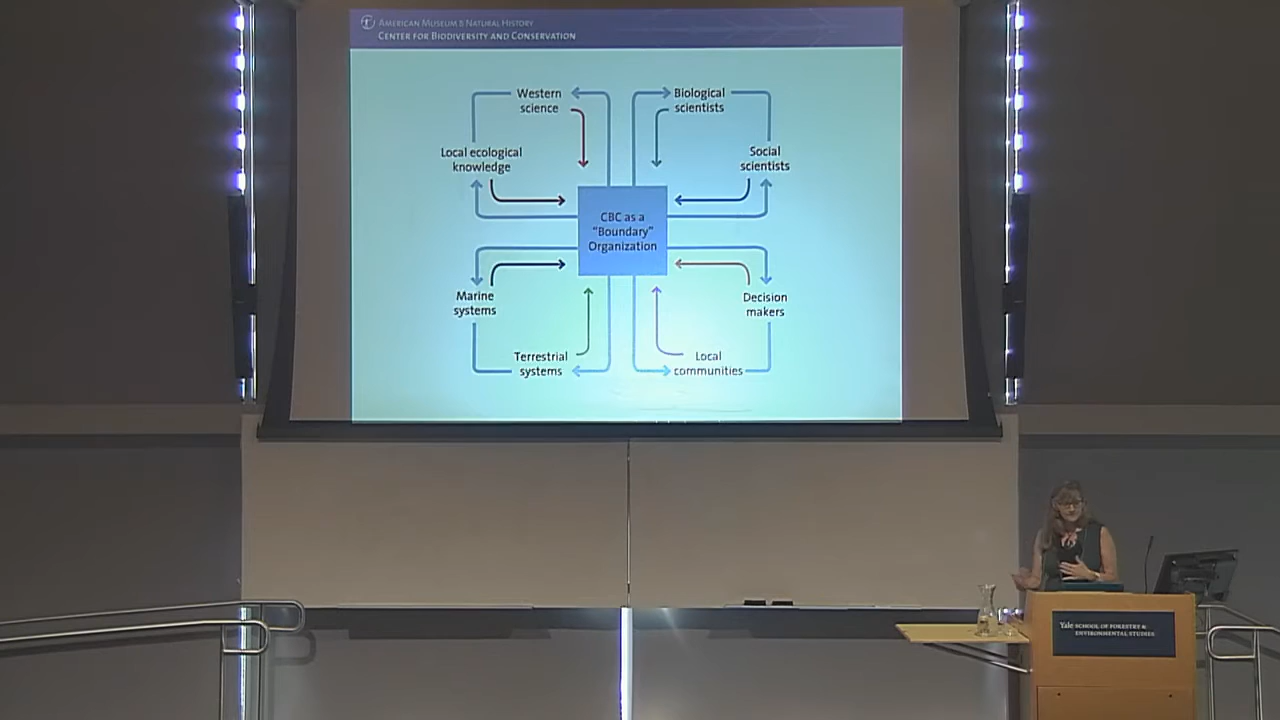 AMERICAN MUSEUM & NATURAL HISTORY
CENTER FOR BIODIVERSITY AND CONSERVATION
Western
science
Biological
scientists
Local ecological
knowledge
Social
scientists
CBC as a
"Boundary"
Organization
Marine
systems
Decision
makers
Terrestrial
systems
Local
communities
Yale SCHOOL OF FORESTRY &
ENVIRONMENTAL STUDIES